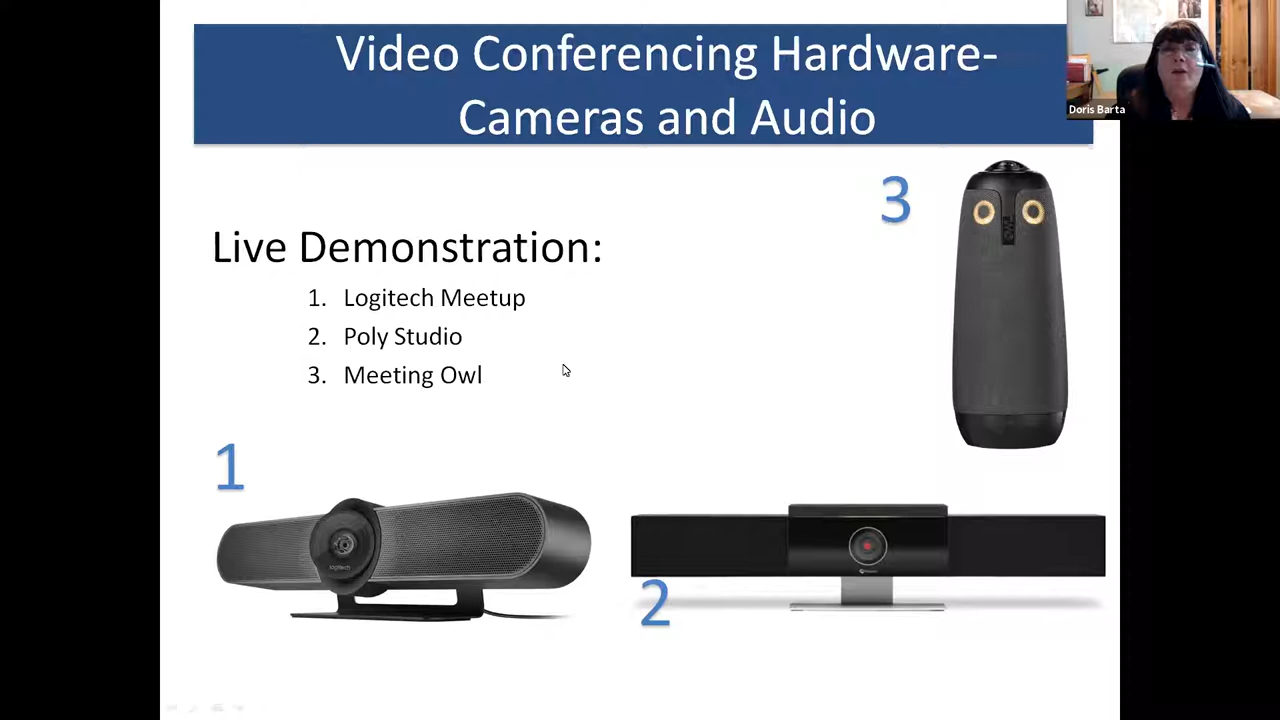 Video Conferencing Hardware-
Cameras and Audio
Doris Barta
3
Live Demonstration:
1. Logitech Meetup
2. Poly Studio
3. Meeting Owl
1
logitech
2